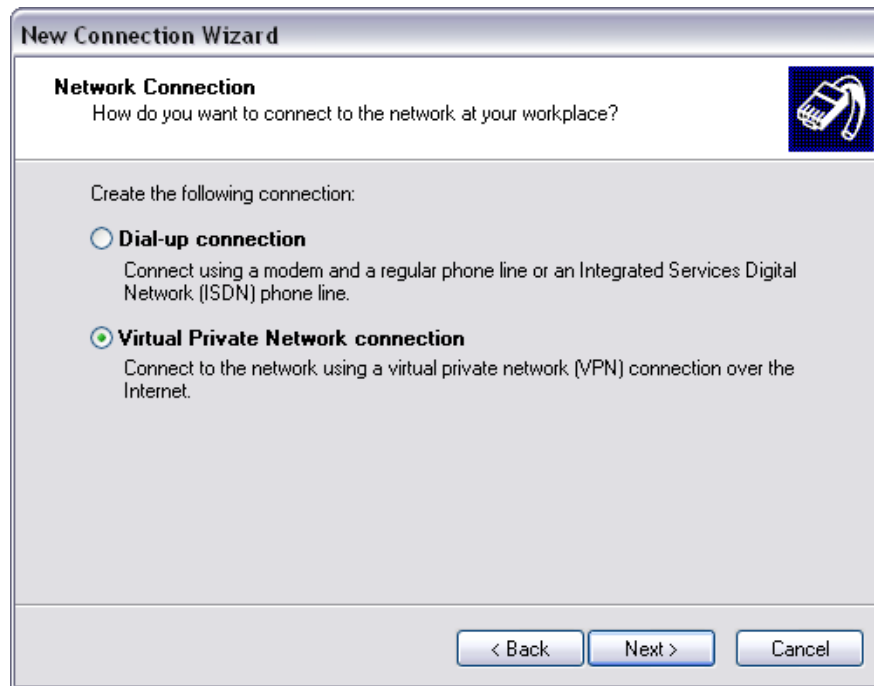 New Connection Wizard
Network Connection
How do you want to connect to the network at your workplace?
Create the following connection:
Dial-up connection
Connect using a modem and a regular phone line or an Integrated Services Digital
Network (ISDN) phone line.
Virtual Private Network connection
Connect to the network using a virtual private network (VPN) connection over the
Internet.
< Back
Next >
Cancel